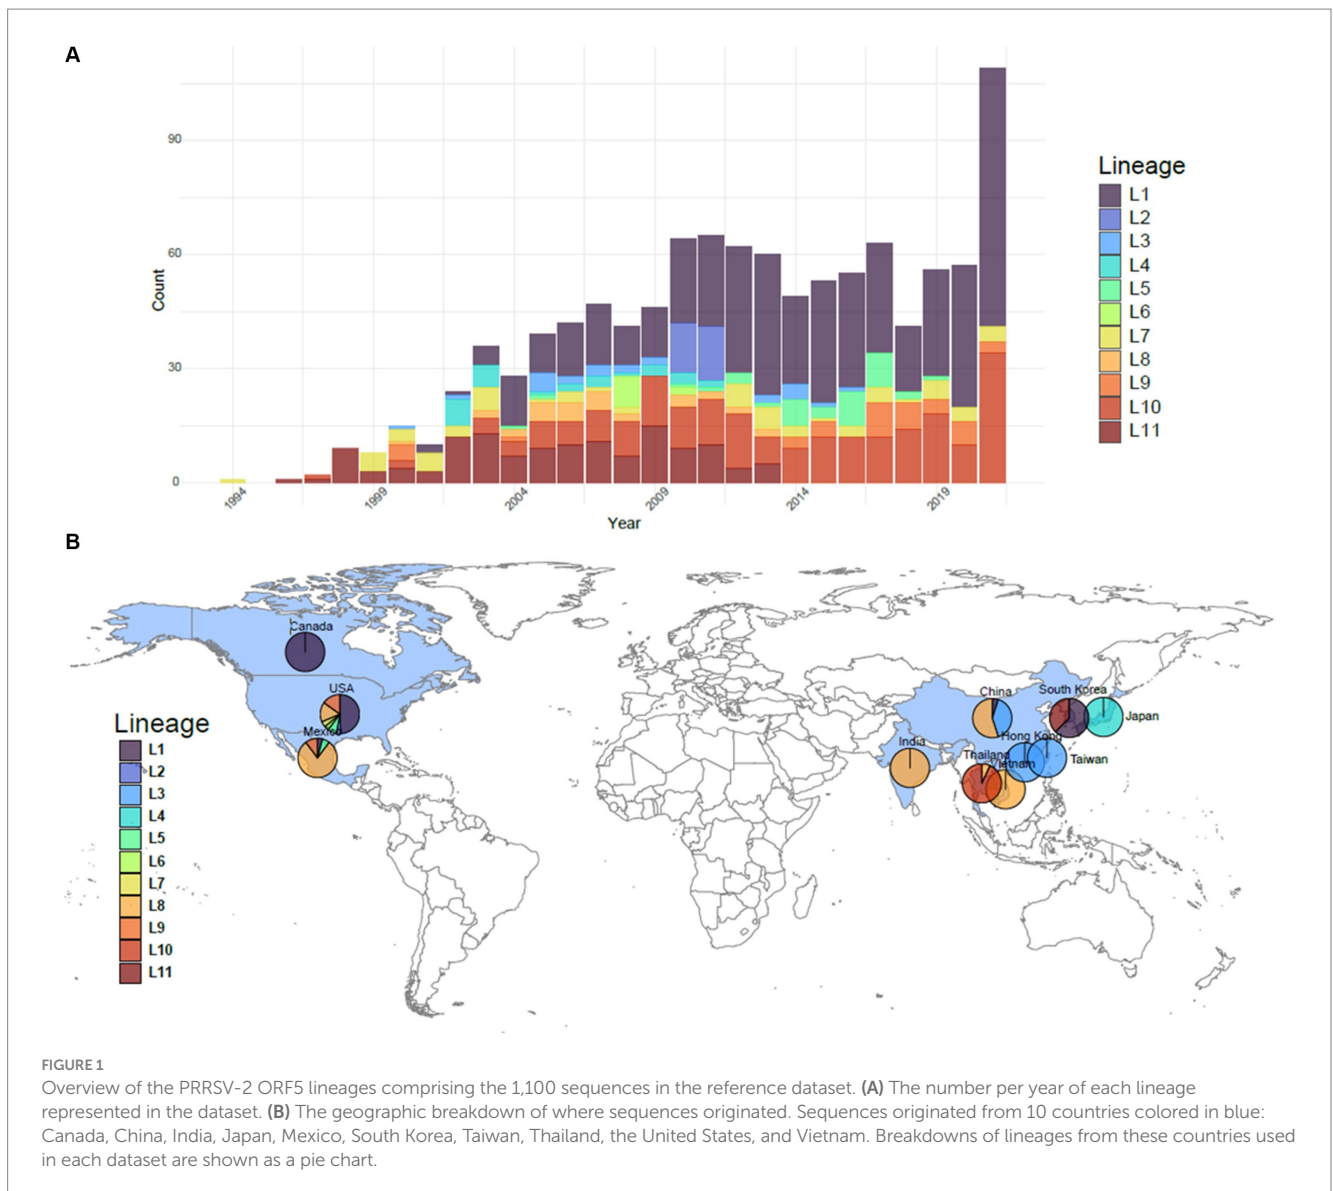 A
90
60
30
0
Count
1994
1999
2004
2009
2014
2019
Year
Lineage
L1
L2
L3
L4
L5
L6
L7
L8
L9
L10
L11
B
Canada
USA
Mexico
China
South Korea
Japan
India
Hong Kong
Taiwan
Thailand
Vietnam
Lineage
L1
L2
L3
L4
L5
L6
L7
L8
L9
L10
L11
FIGURE 1
Overview of the PRRSV-2 ORF5 lineages comprising the 1,100 sequences in the reference dataset. (A) The number per year of each lineage
represented in the dataset. (B) The geographic breakdown of where sequences originated. Sequences originated from 10 countries colored in blue:
Canada, China, India, Japan, Mexico, South Korea, Taiwan, Thailand, the United States, and Vietnam. Breakdowns of lineages from these countries used
in each dataset are shown as a pie chart.